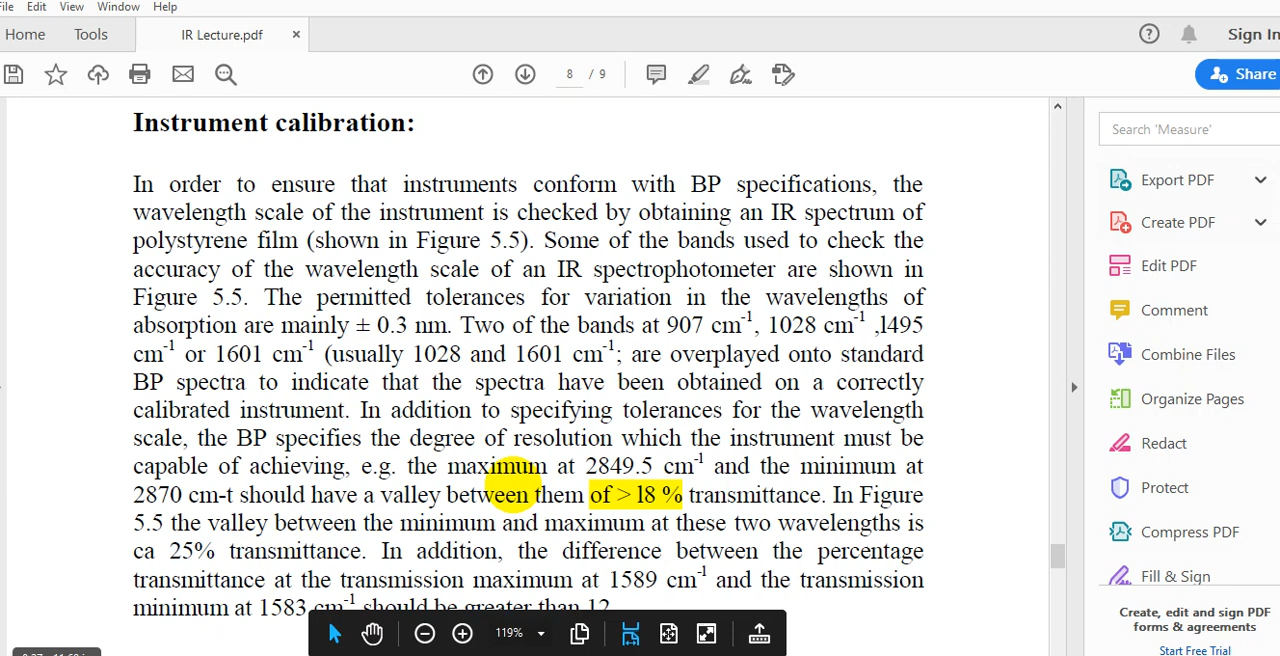 File Edit View Window Help
Home Tools IR Lecture.pdf × Sign In
8 / 9 Share
Instrument calibration:
In order to ensure that instruments conform with BP specifications, the
wavelength scale of the instrument is checked by obtaining an IR spectrum of
polystyrene film (shown in Figure 5.5). Some of the bands used to check the
accuracy of the wavelength scale of an IR spectrophotometer are shown in
Figure 5.5. The permitted tolerances for variation in the wavelengths of
absorption are mainly ± 0.3 nm. Two of the bands at 907 cm⁻¹, 1028 cm⁻¹ ,l495
cm⁻¹ or 1601 cm⁻¹ (usually 1028 and 1601 cm⁻¹; are overplayed onto standard
BP spectra to indicate that the spectra have been obtained on a correctly
calibrated instrument. In addition to specifying tolerances for the wavelength
scale, the BP specifies the degree of resolution which the instrument must be
capable of achieving, e.g. the maximum at 2849.5 cm⁻¹ and the minimum at
2870 cm-t should have a valley between them of > l8 % transmittance. In Figure
5.5 the valley between the minimum and maximum at these two wavelengths is
ca 25% transmittance. In addition, the difference between the percentage
transmittance at the transmission maximum at 1589 cm⁻¹ and the transmission
minimum at 1583 cm⁻¹ should be greater than 12
119%
Search 'Measure'
Export PDF
Create PDF
Edit PDF
Comment
Combine Files
Organize Pages
Redact
Protect
Compress PDF
Fill & Sign
Create, edit and sign PDF
forms & agreements
Start Free Trial